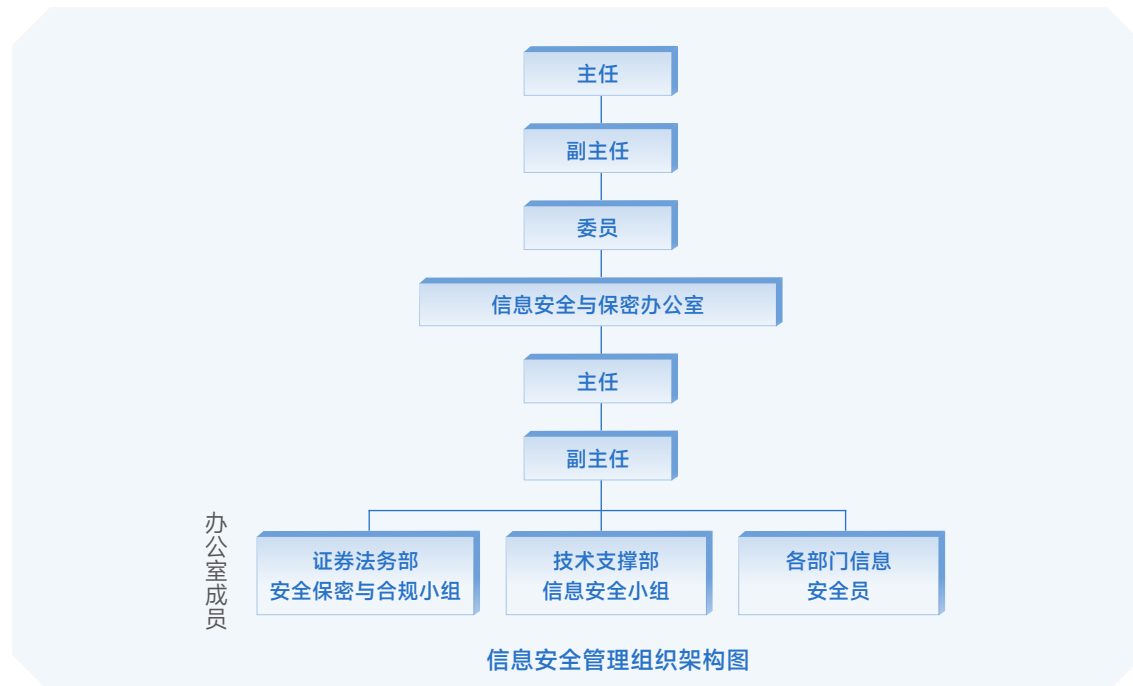 主任
副主任
委员
信息安全与保密办公室
主任
副主任
办公室成员
证券法务部
安全保密与合规小组
技术支撑部
信息安全小组
各部门信息
安全员
信息安全管理组织架构图